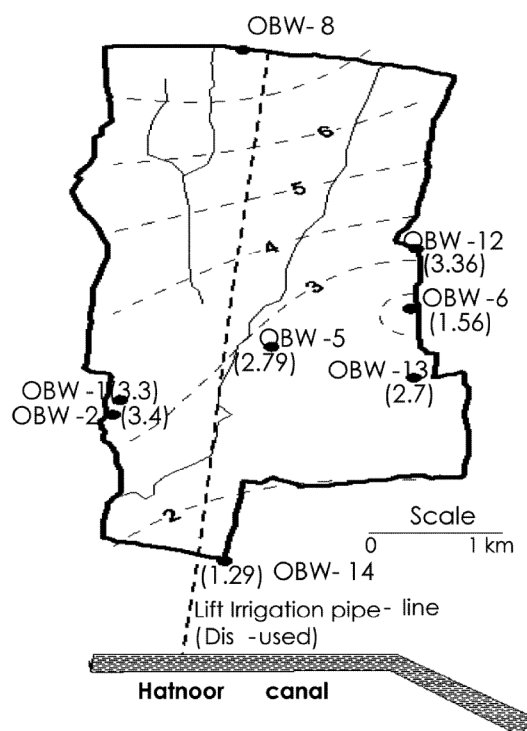 OBW- 8
6
5
4
3
OBW -12
(3.36)
OBW -6
(1.56)
OBW -5
(2.79)
OBW -13
(2.7)
OBW -1(3.3)
OBW -2 (3.4)
2
Scale
0 1 km
(1.29) OBW- 14
Lift Irrigation pipe- line
(Dis -used)
Hatnoor canal